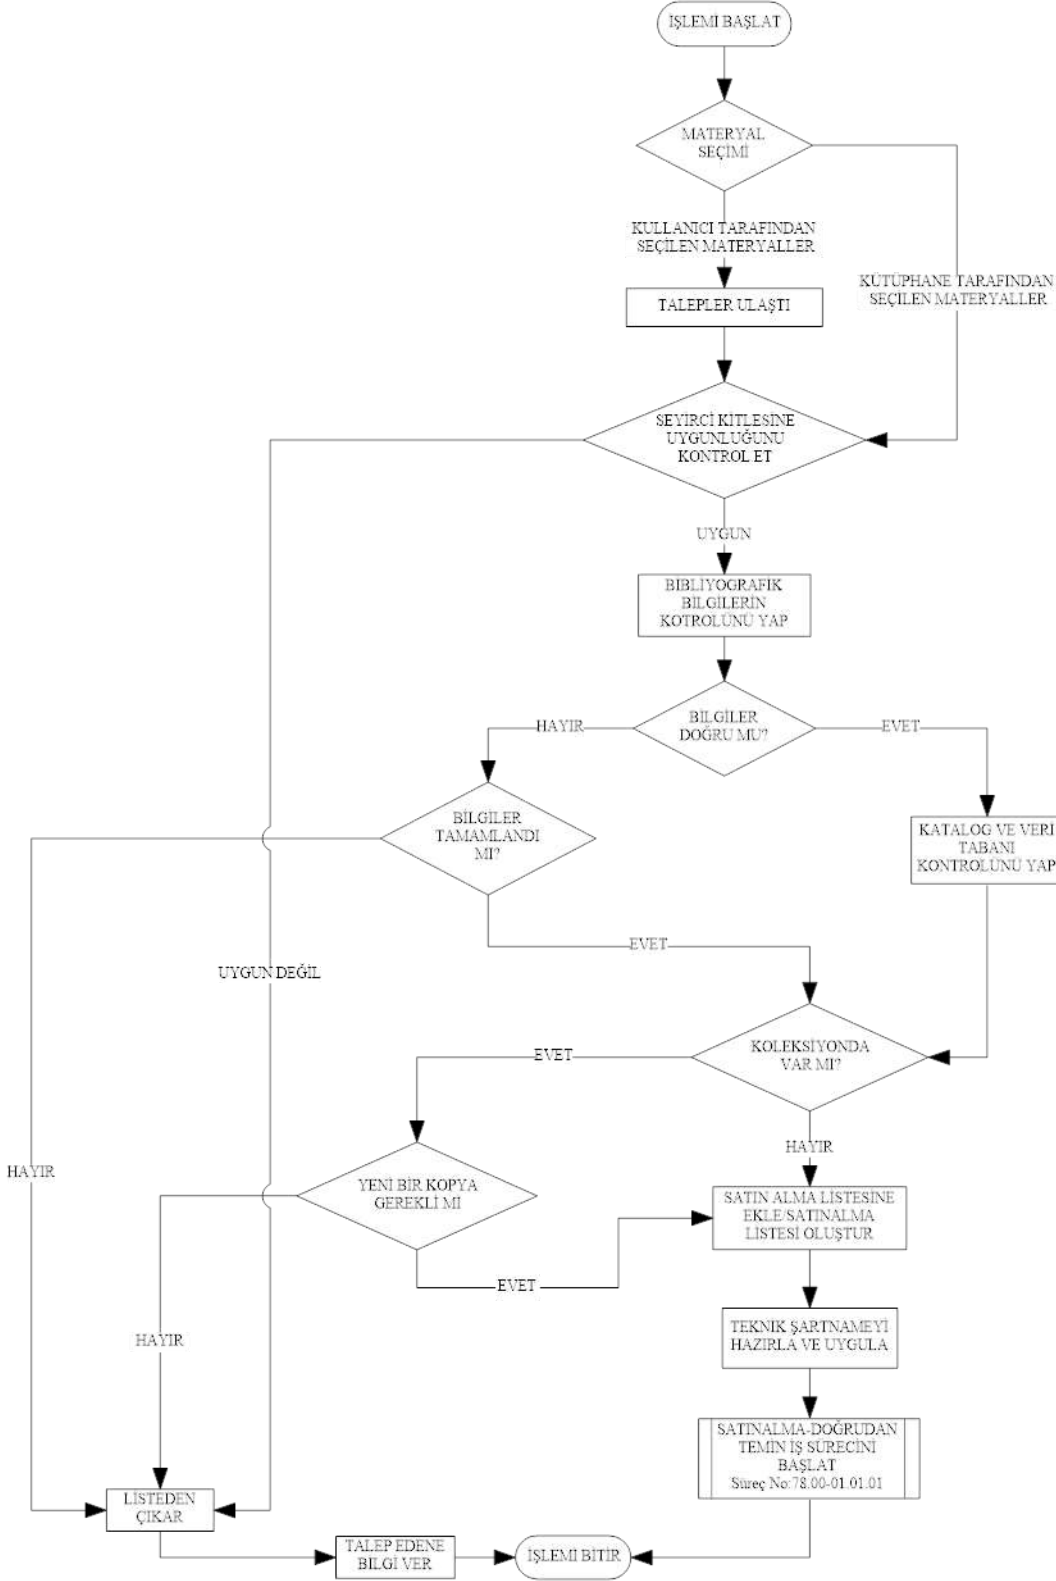 İŞLEMİ BAŞLAT
MATERYAL
SEÇİMİ
KULLANICI TARAFINDAN
SEÇİLEN MATERYALLER
KÜTÜPHANE TARAFINDAN
SEÇİLEN MATERYALLER
TALEPLER ULAŞTI
SEYİRCİ KİTLESİNE
UYGUNLUĞUNU
KONTROL ET
UYGUN
BİBLİYOGRAFİK
BİLGİLERİN
KOTROLÜNÜ YAP
BİLGİLER
DOĞRU MU?
HAYIR
EVET
BİLGİLER
TAMAMLANDI
MI?
KATALOG VE VERİ
TABANI
KONTROLÜNÜ YAP
EVET
UYGUN DEĞİL
KOLEKSİYONDA
VAR MI?
EVET
HAYIR
HAYIR
YENİ BİR KOPYA
GEREKLİ Mİ
SATIN ALMA LİSTESİNE
EKLE/SATINALMA
LİSTESİ OLUŞTUR
EVET
HAYIR
TEKNİK ŞARTNAMEYİ
HAZIRLA VE UYGULA
SATINALMA-DOĞRUDAN
TEMİN İŞ SÜRECİNİ
BAŞLAT
Süreç No:78.00-01.01.01
LİSTEDEN
ÇIKAR
TALEP EDENE
BİLGİ VER
İŞLEMİ BİTİR